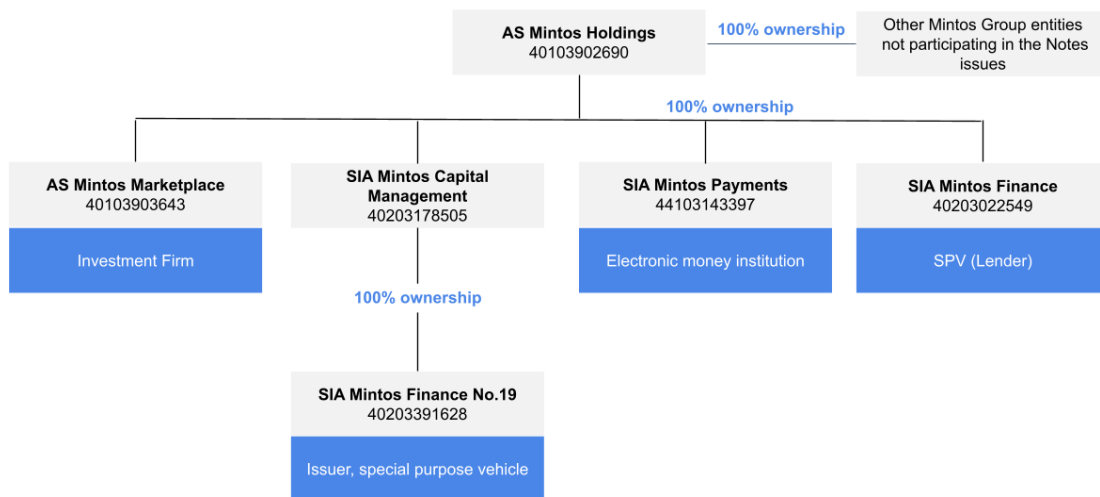 AS Mintos Holdings
40103902690
100% ownership
Other Mintos Group entities
not participating in the Notes
issues
100% ownership
AS Mintos Marketplace
40103903643
Investment Firm
SIA Mintos Capital
Management
40203178505
SIA Mintos Payments
44103143397
Electronic money institution
SIA Mintos Finance
40203022549
SPV (Lender)
100% ownership
SIA Mintos Finance No.19
40203391628
Issuer, special purpose vehicle